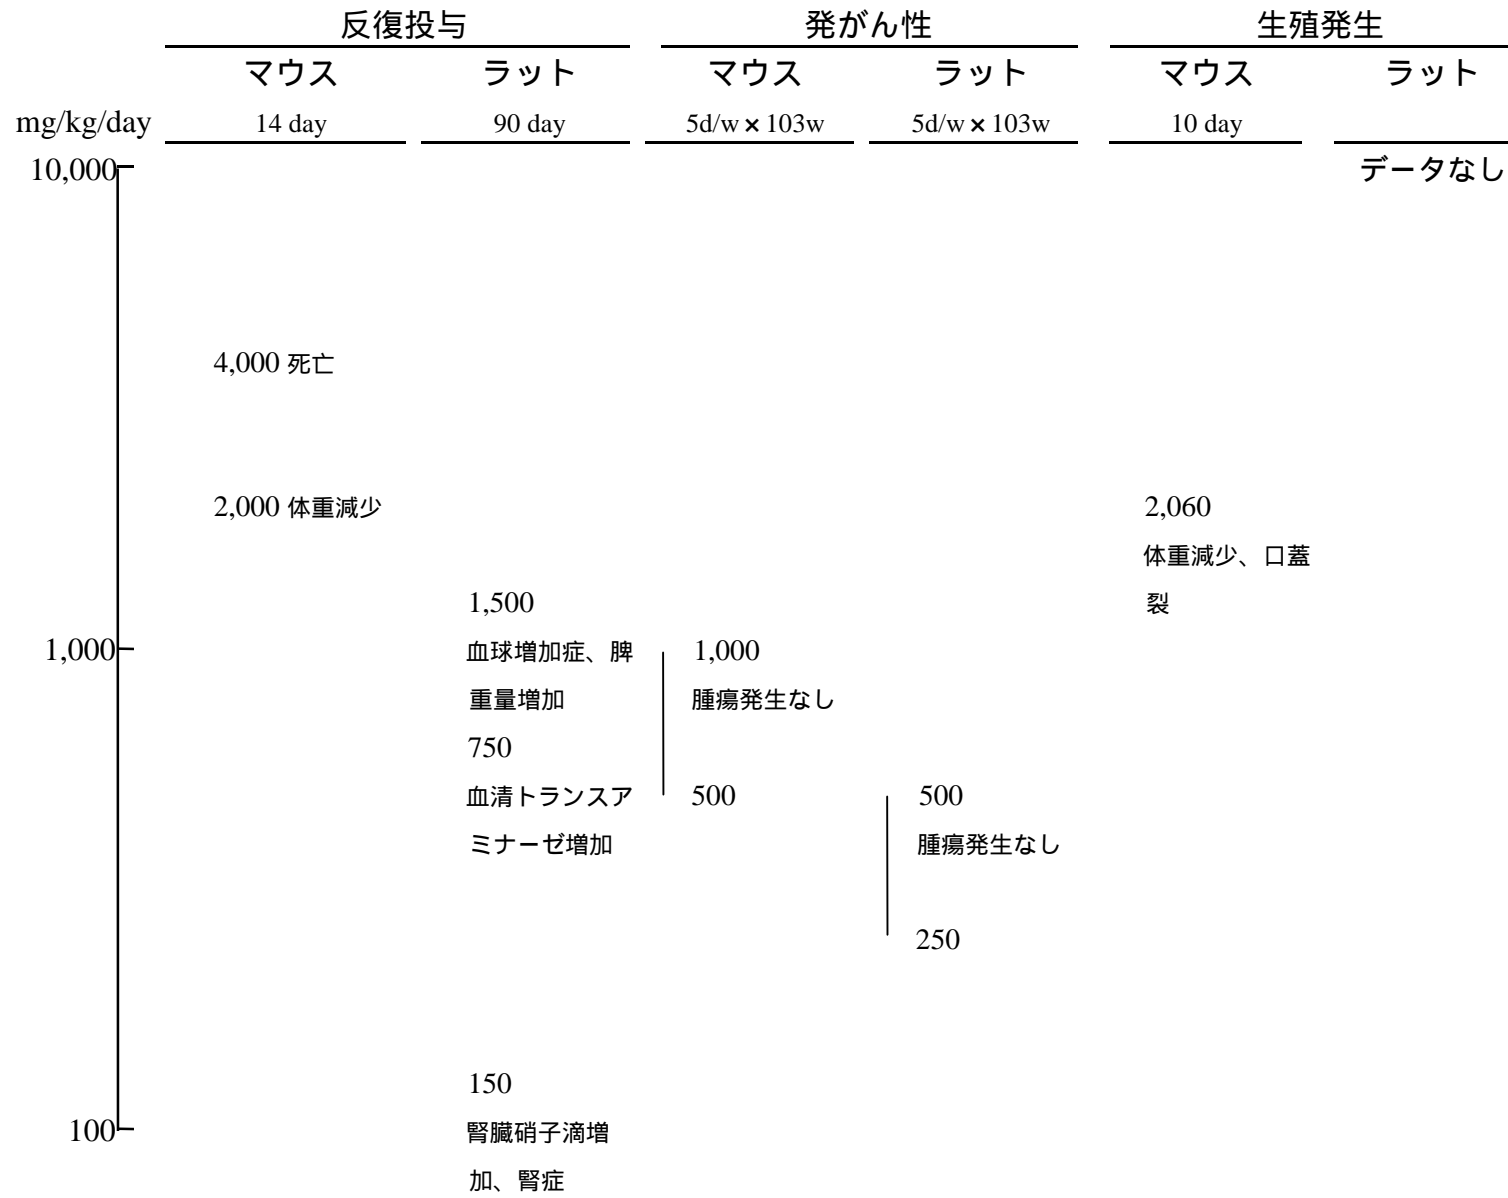 反復投与 発がん性 生殖発生
マウス ラット マウス ラット マウス ラット
mg/kg/day 14 day 90 day 5d/w × 103w 5d/w × 103w 10 day
10,000 データなし
4,000 死亡
2,000 体重減少 2,060
体重減少、口蓋
1,500 裂
1,000 血球増加症、脾 1,000
重量増加 腫瘍発生なし
750
血清トランスア 500 500
ミナーゼ増加 腫瘍発生なし
250
150
100 腎臓硝子滴増
加、腎症